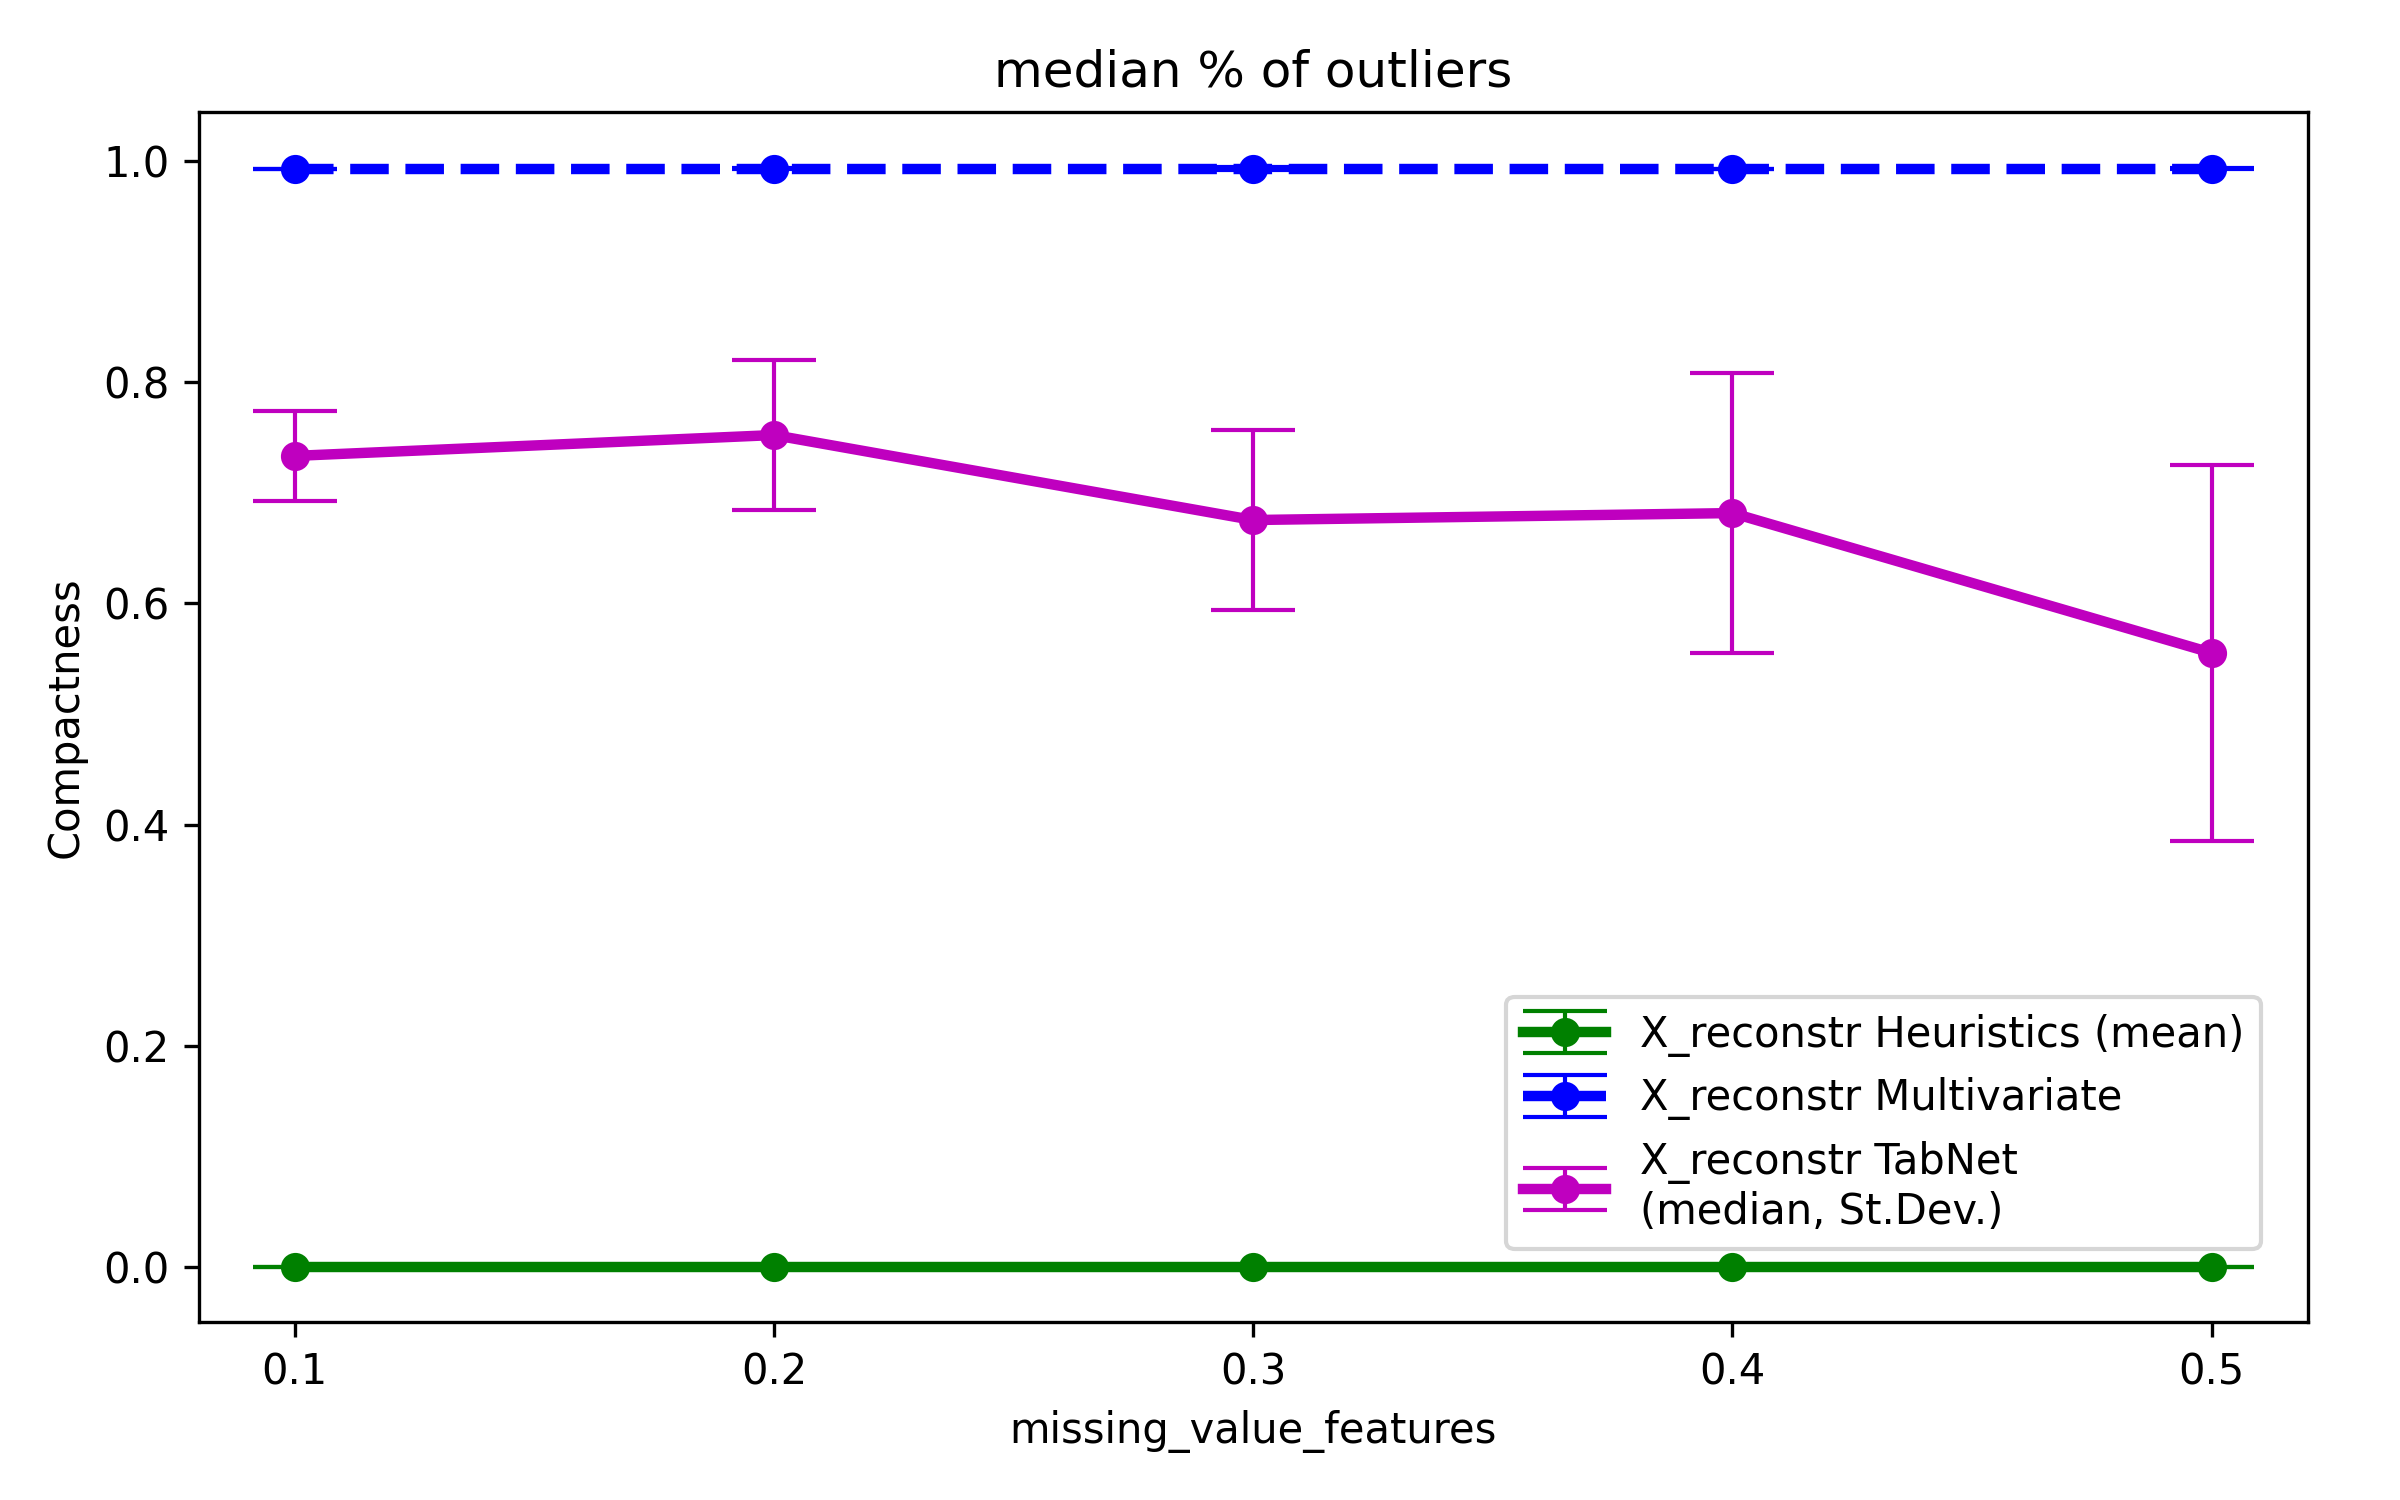 median % of outliers
Compactness
1.0
0.8
0.6
0.4
0.2
0.0
X_reconstr Heuristics (mean)
X_reconstr Multivariate
X_reconstr TabNet
(median, St.Dev.)
0.1 0.2 0.3 0.4 0.5
missing_value_features